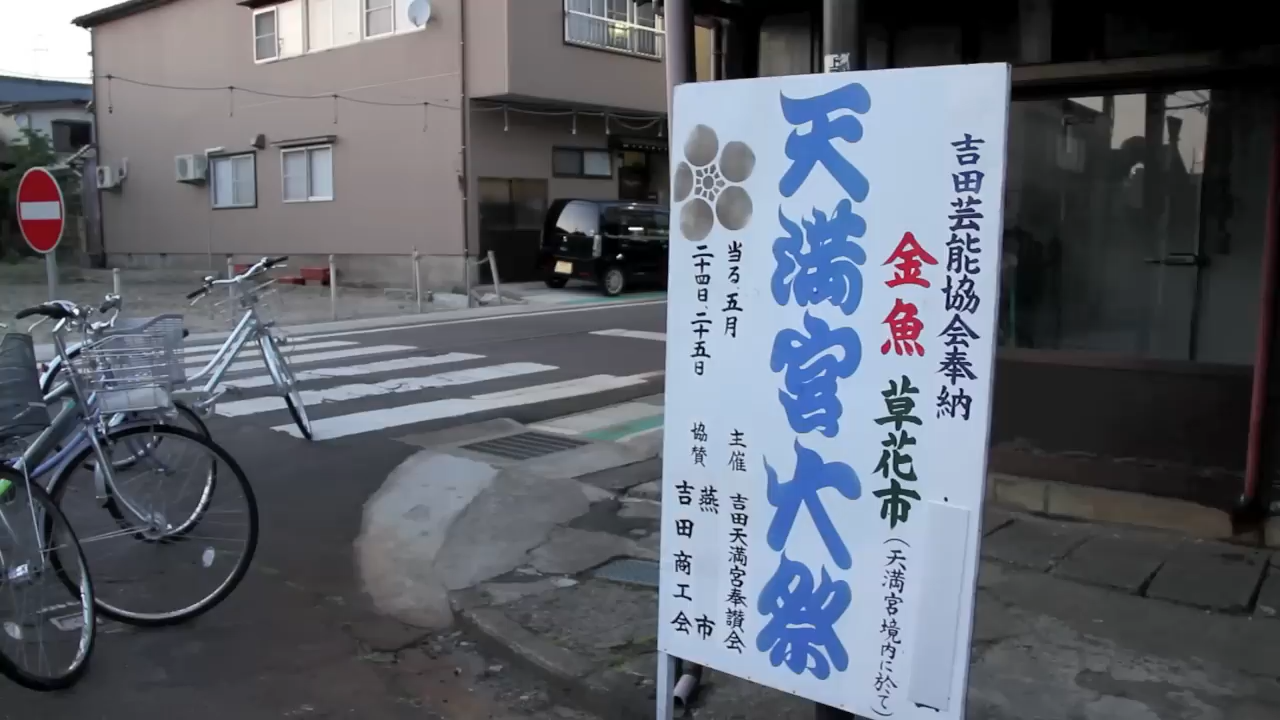 吉田芸能協会奉納
金魚 草花市(天満宮境内に於て)
天満宮大祭
当る五月
二十四日、二十五日
主催 吉田天満宮奉讃会
協賛 燕市
吉田商工会